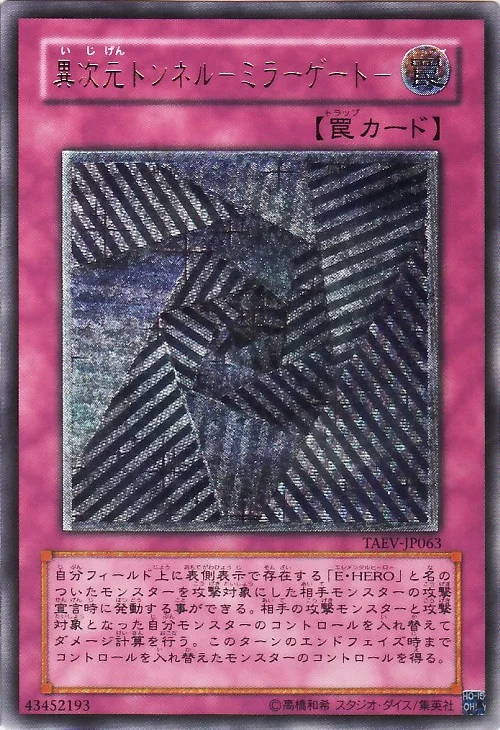 異次元トンネルーミラーゲートー
罠
【罠カード】
TAEV-JP063
自分フィールド上に表側表示で存在する「E・HERO」と名の
ついたモンスターを攻撃対象にした相手モンスターの攻撃
宣言時に発動する事ができる。相手の攻撃モンスターと攻撃
対象となった自分モンスターのコントロールを入れ替えて
ダメージ計算を行う。このターンのエンドフェイズ時まで
コントロールを入れ替えたモンスターのコントロールを得る。
43452193
©高橋和希 スタジオ・ダイス/集英社